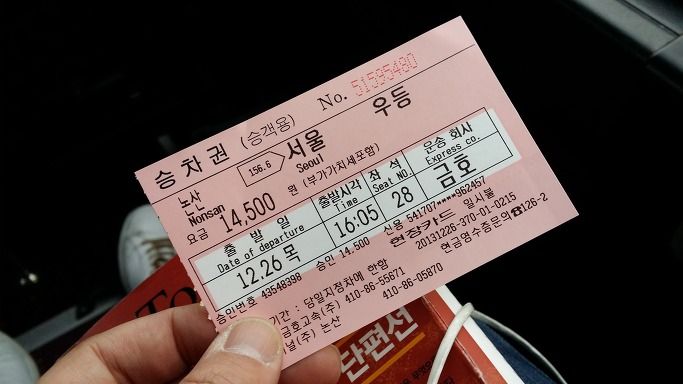 승차권 (승객용) No. 51595480
노산 Nonsan 156.6 서울 Seoul 우등
요금 14,500 원 (부가가치세포함)
출발일 Date of departure 출발시각 Time 좌석 Seat NO. 운송회사 Express co.
12.26 목 16:05 28 금호
승인번호 43548398 승인 14,500 신용 541707****962457
현장카드 일시불
기간 : 당일지정차에 한함 20131226-370-01-0215
금호고속(주) 410-86-55671 현금영수증문의☎126-2
널(주) 논산 410-86-05870
To
단편선